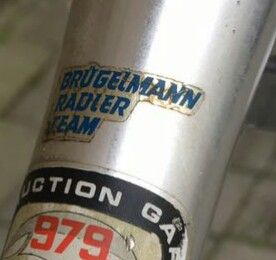 BRÜGELMANN
RADLER
TEAM
UCTION GA
979